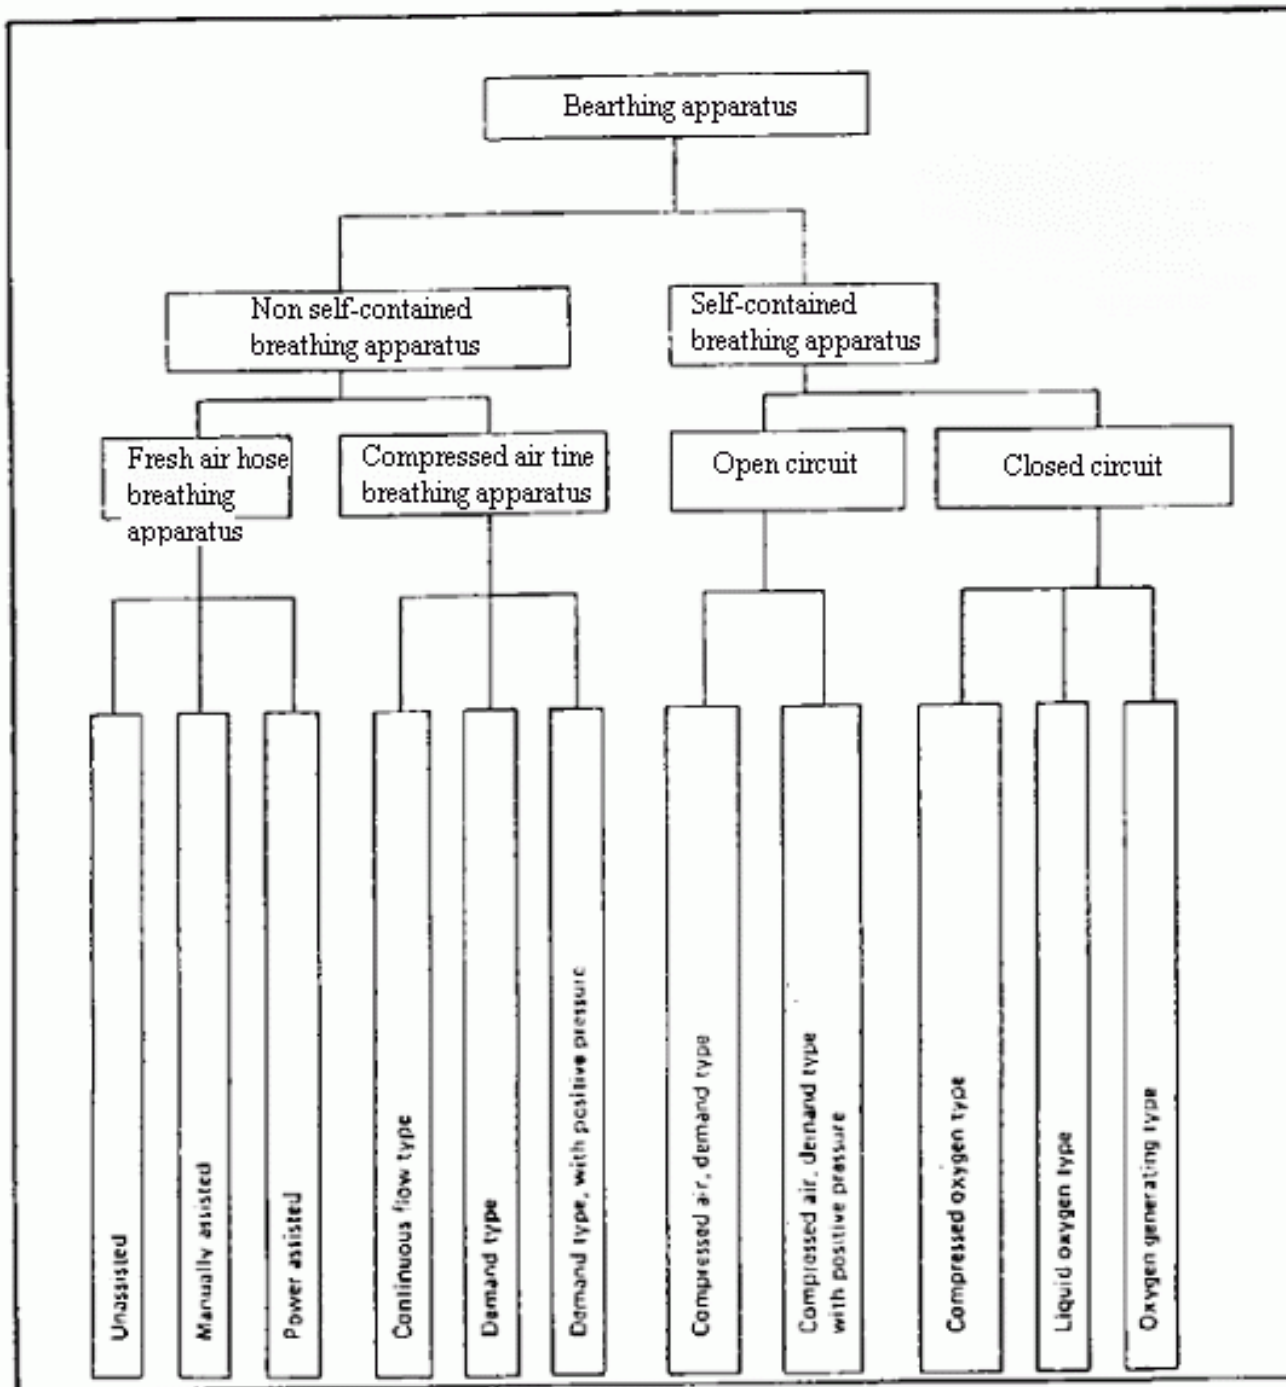 Bearthing apparatus
Non self-contained
breathing apparatus
Self-contained
breathing apparatus
Fresh air hose
breathing
apparatus
Compressed air tine
breathing apparatus
Open circuit
Closed circuit
Unassisted
Manually assisted
Power assisted
Continuous flow type
Demand type
Demand type, with positive pressure
Compressed air, demand type
Compressed air, demand type
with positive pressure
Compressed oxygen type
Liquid oxygen type
Oxygen generating type